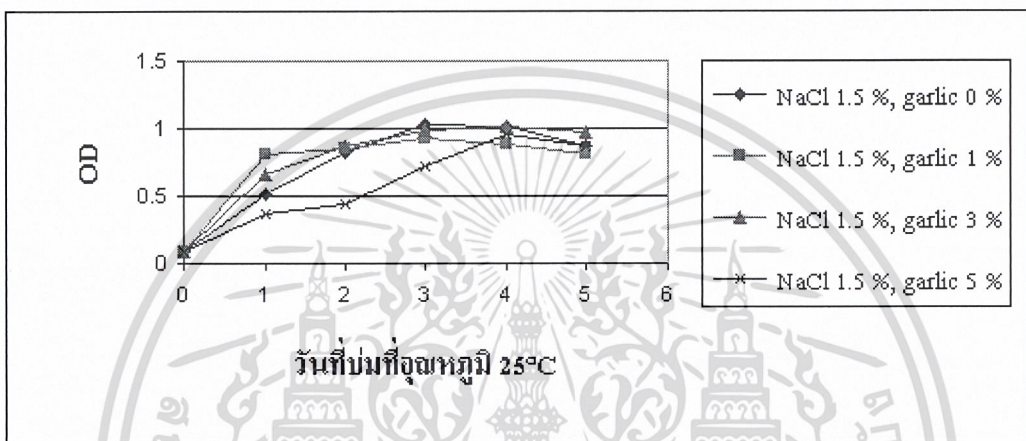 1.5
1
0.5
0
0 1 2 3 4 5 6
OD
วันที่บ่มที่อุณหภูมิ 25°C
NaCl 1.5 %, garlic 0 %
NaCl 1.5 %, garlic 1 %
NaCl 1.5 %, garlic 3 %
NaCl 1.5 %, garlic 5 %